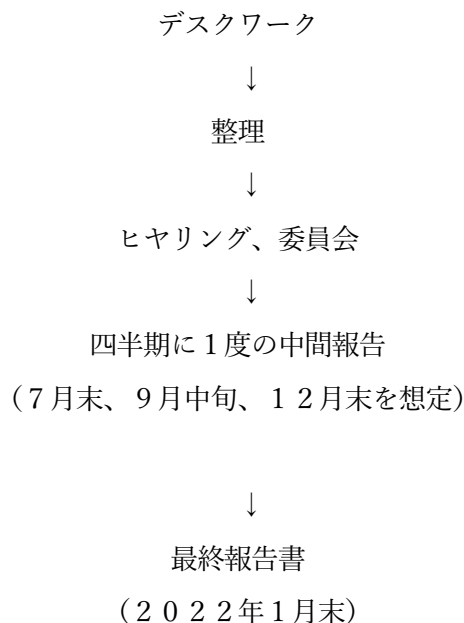 デスクワーク
↓
整理
↓
ヒヤリング、委員会
↓
四半期に１度の中間報告
（７月末、９月中旬、１２月末を想定）
↓
最終報告書
（２０２２年１月末）